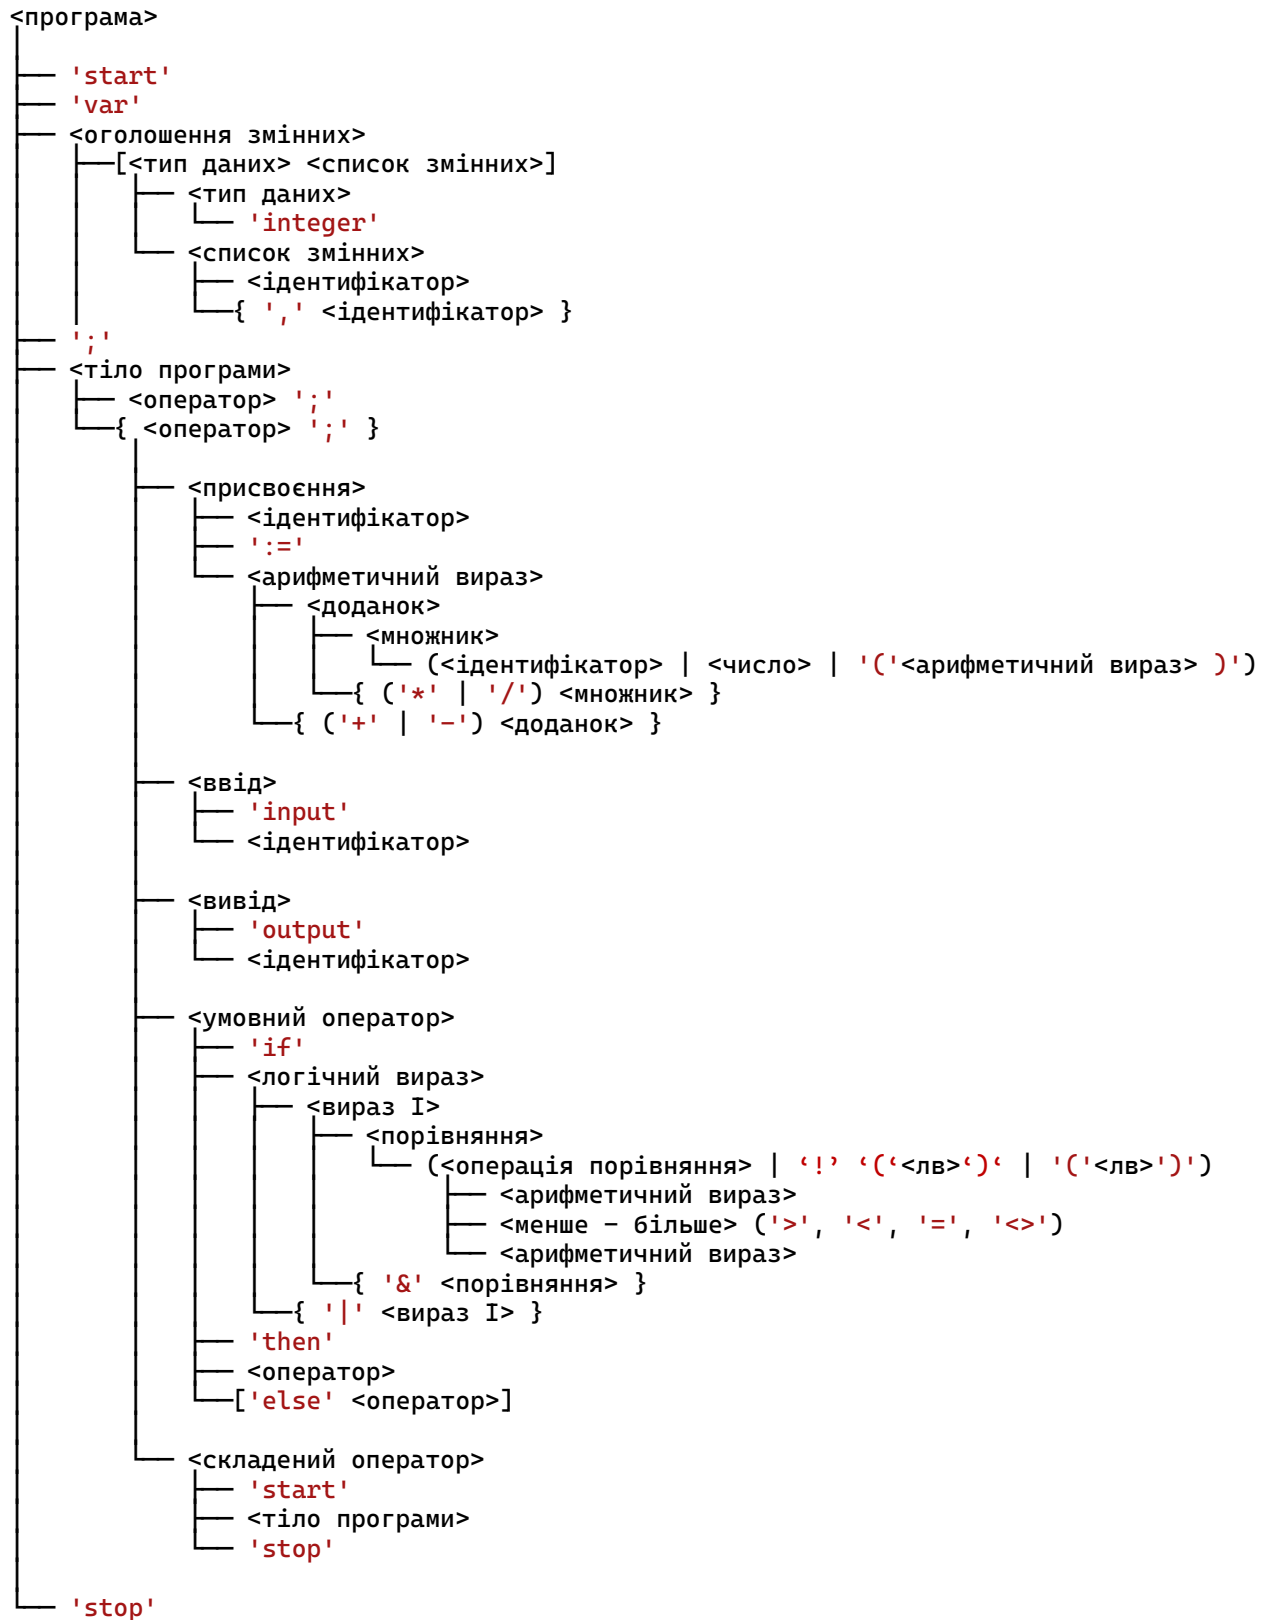 <програма>
'start'
'var'
<оголошення змінних>
[<тип даних> <список змінних>]
<тип даних>
'integer'
<список змінних>
<ідентифікатор>
{ ',' <ідентифікатор> }
';'
<тіло програми>
<оператор> ';'
{ <оператор> ';' }
<присвоєння>
<ідентифікатор>
':='
<арифметичний вираз>
<доданок>
<множник>
(<ідентифікатор> | <число> | '('<арифметичний вираз> )')
{ ('*' | '/') <множник> }
{ ('+' | '-') <доданок> }
<ввід>
'input'
<ідентифікатор>
<вивід>
'output'
<ідентифікатор>
<умовний оператор>
'if'
<логічний вираз>
<вираз І>
<порівняння>
(<операція порівняння> | ‘!’ ‘(‘<лв>‘)‘ | '('<лв>')')
<арифметичний вираз>
<менше – більше> ('>', '<', '=', '<>')
<арифметичний вираз>
{ '&' <порівняння> }
{ '|' <вираз І> }
'then'
<оператор>
['else' <оператор>]
<складений оператор>
'start'
<тіло програми>
'stop'
'stop'